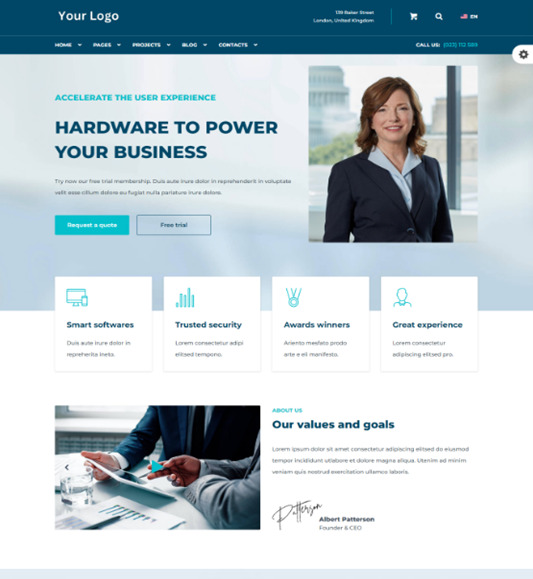 Your Logo
139 Baker Street
London, United Kingdom
EN
HOME
PAGES
PROJECTS
BLOG
CONTACTS
CALL US: (023) 112 589
ACCELERATE THE USER EXPERIENCE
HARDWARE TO POWER
YOUR BUSINESS
Try now our free trial membership. Duis aute irure dolor in reprehenderit in voluptate
velit esse cillum dolore eu fugiat nulla pariature irure dolore.
Request a quote
Free trial
Smart softwares
Duis aute irure dolor in
repreherita ineta.
Trusted security
Lorem consectetur adipi
elitsed tempono.
Awards winners
Ariento mesfato prodo
arte e eli manifesto.
Great experience
Lorem consectetur
adipiscing elitsed pro.
ABOUT US
Our values and goals
Lorem ipsum dolor sit amet consectetur adipiscing elitsed do eiusmod
tempor incididunt utlabore et dolore magna aliqua. Utenim ad minim
veniam quis nostrud exercitation ullamco laboris.
Patterson
Albert Patterson
Founder & CEO